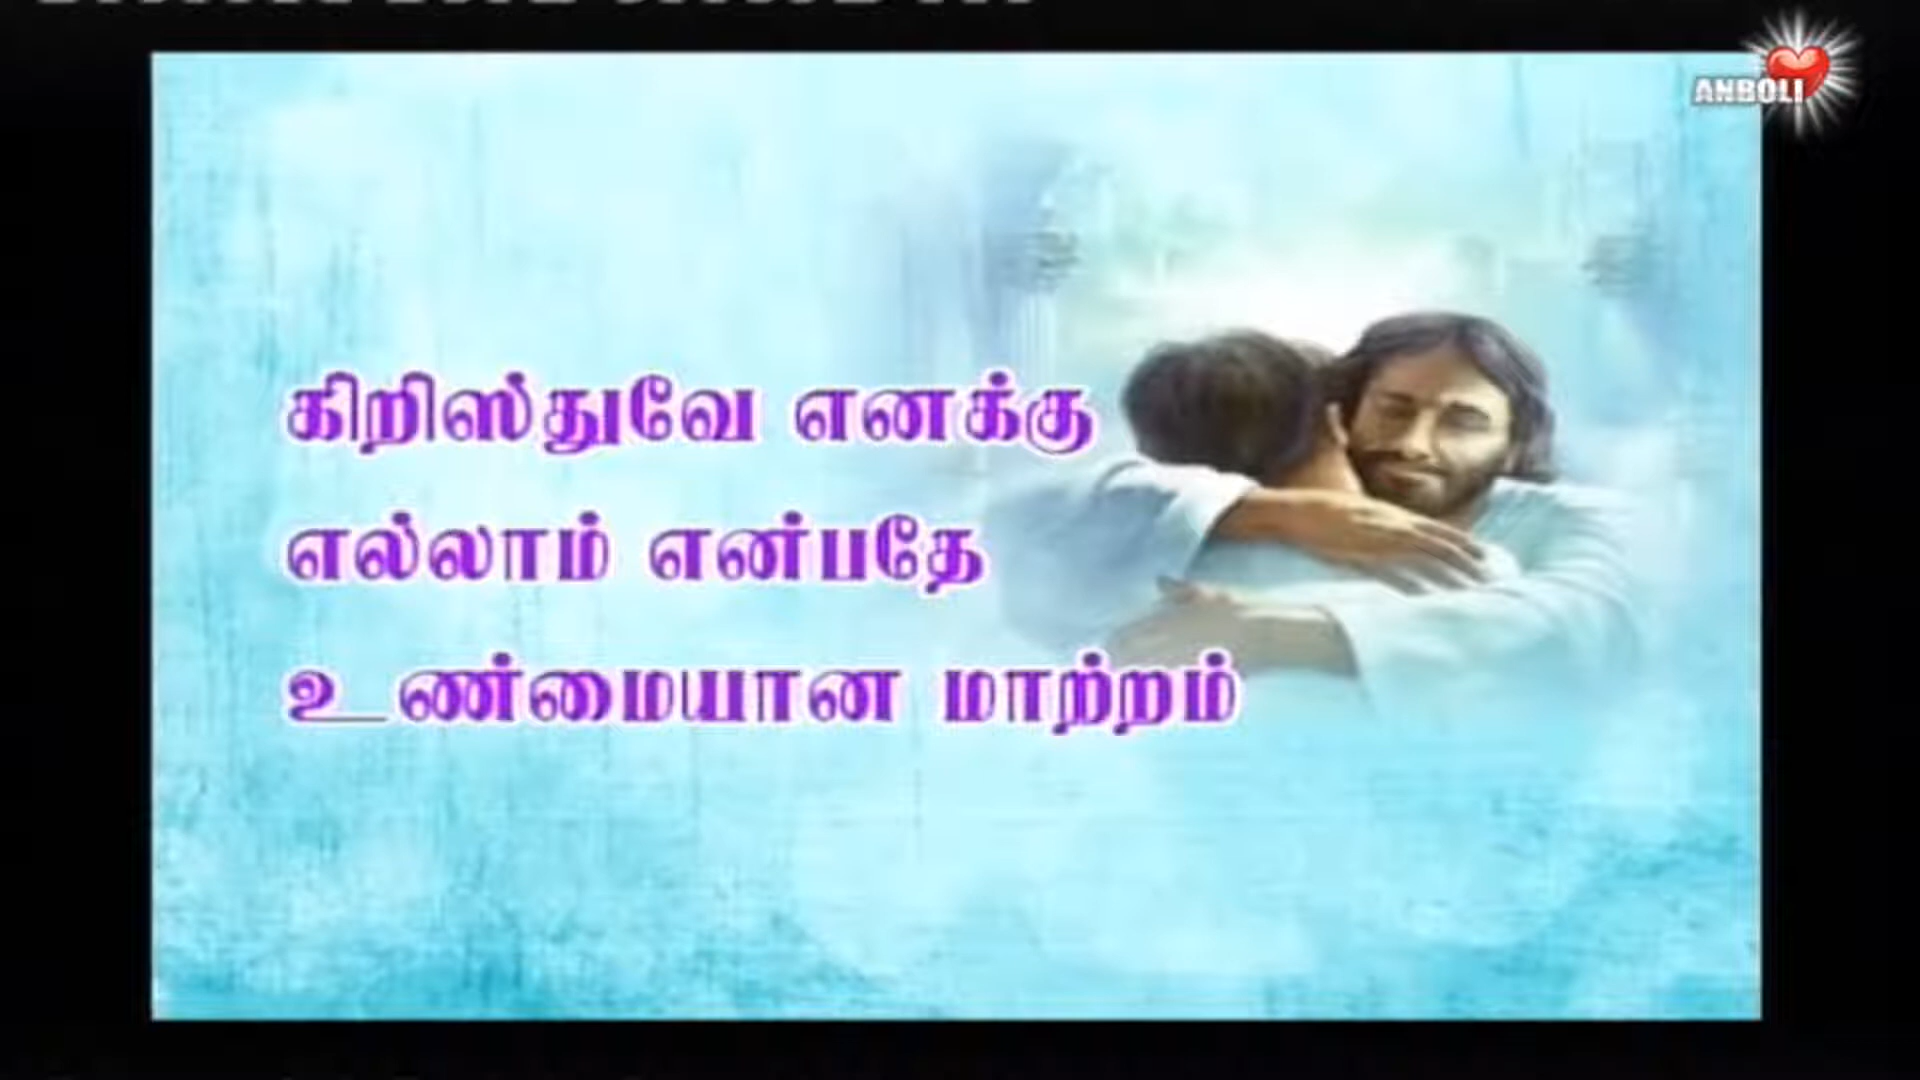 ANBOLI
கிறிஸ்துவே எனக்கு
எல்லாம் என்பதே
உண்மையான மாற்றம்